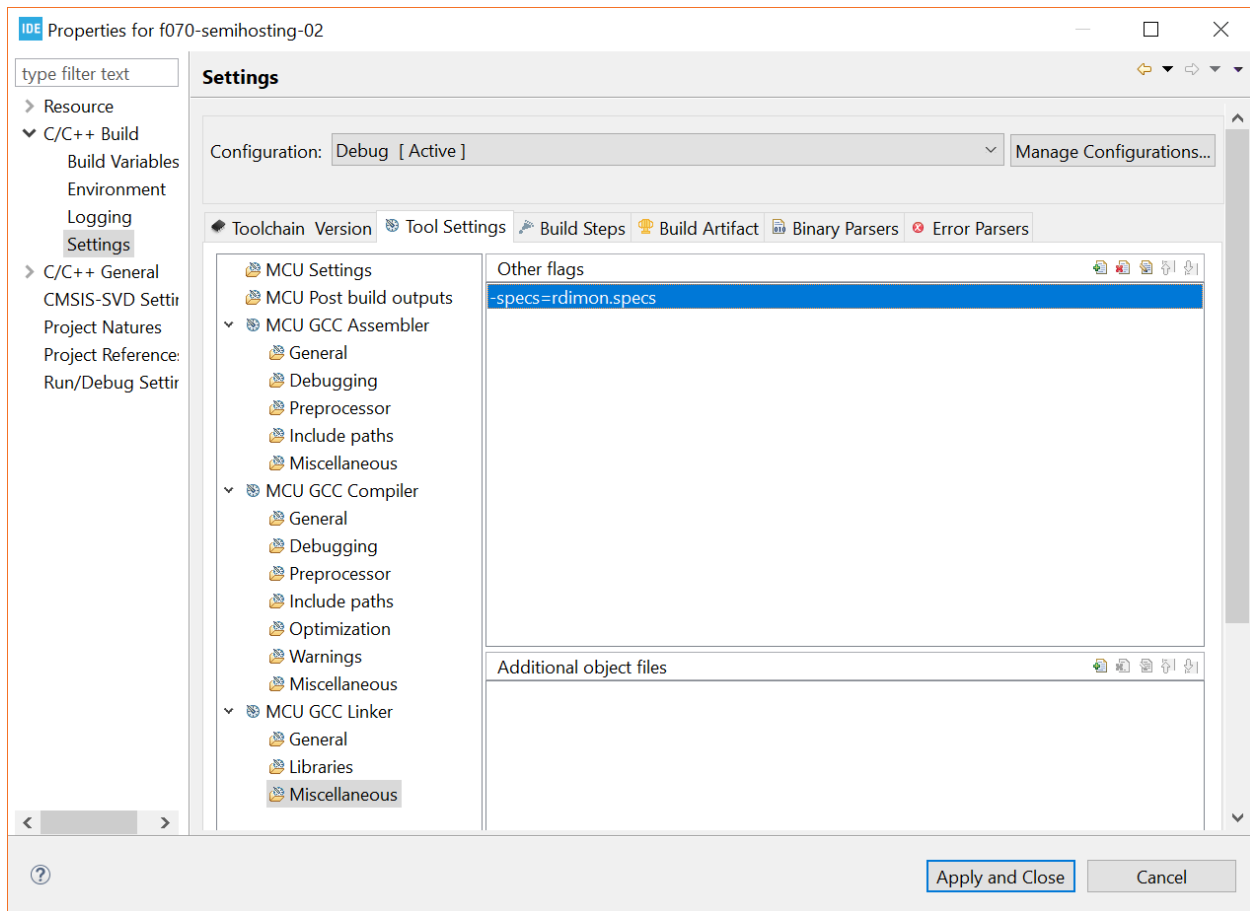 IDE Properties for f070-semihosting-02
type filter text
Resource
C/C++ Build
Build Variables
Environment
Logging
Settings
C/C++ General
CMSIS-SVD Settir
Project Natures
Project References
Run/Debug Settir
Settings
Configuration: Debug [ Active ] Manage Configurations...
Toolchain Version Tool Settings Build Steps Build Artifact Binary Parsers Error Parsers
MCU Settings
MCU Post build outputs
MCU GCC Assembler
General
Debugging
Preprocessor
Include paths
Miscellaneous
MCU GCC Compiler
General
Debugging
Preprocessor
Include paths
Optimization
Warnings
Miscellaneous
MCU GCC Linker
General
Libraries
Miscellaneous
Other flags
-specs=rdimon.specs
Additional object files
? Apply and Close Cancel